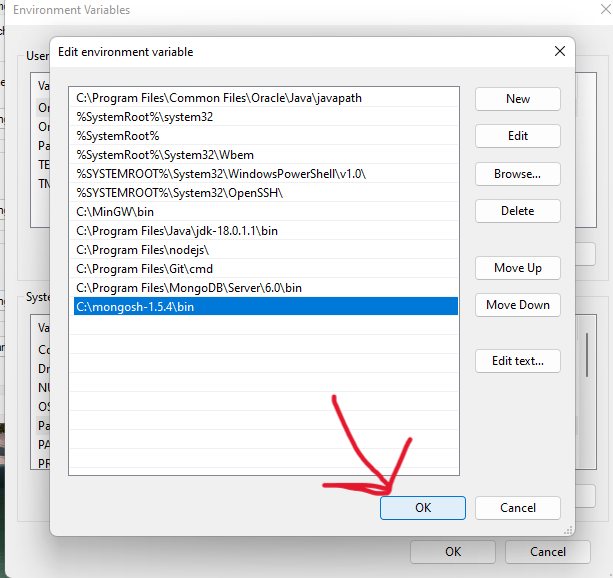 Environment Variables
Edit environment variable
User
Va
Or
Or
Pa
TE
TN
C:\Program Files\Common Files\Oracle\Java\javapath
%SystemRoot%\system32
%SystemRoot%
%SystemRoot%\System32\Wbem
%SYSTEMROOT%\System32\WindowsPowerShell\v1.0\
%SYSTEMROOT%\System32\OpenSSH\
C:\MinGW\bin
C:\Program Files\Java\jdk-18.0.1.1\bin
C:\Program Files\nodejs\
C:\Program Files\Git\cmd
C:\Program Files\MongoDB\Server\6.0\bin
C:\mongosh-1.5.4\bin
New
Edit
Browse...
Delete
Move Up
Move Down
Edit text...
Syste
Va
Co
Dr
NU
OS
Pa
PA
PR
OK
Cancel
OK
Cancel